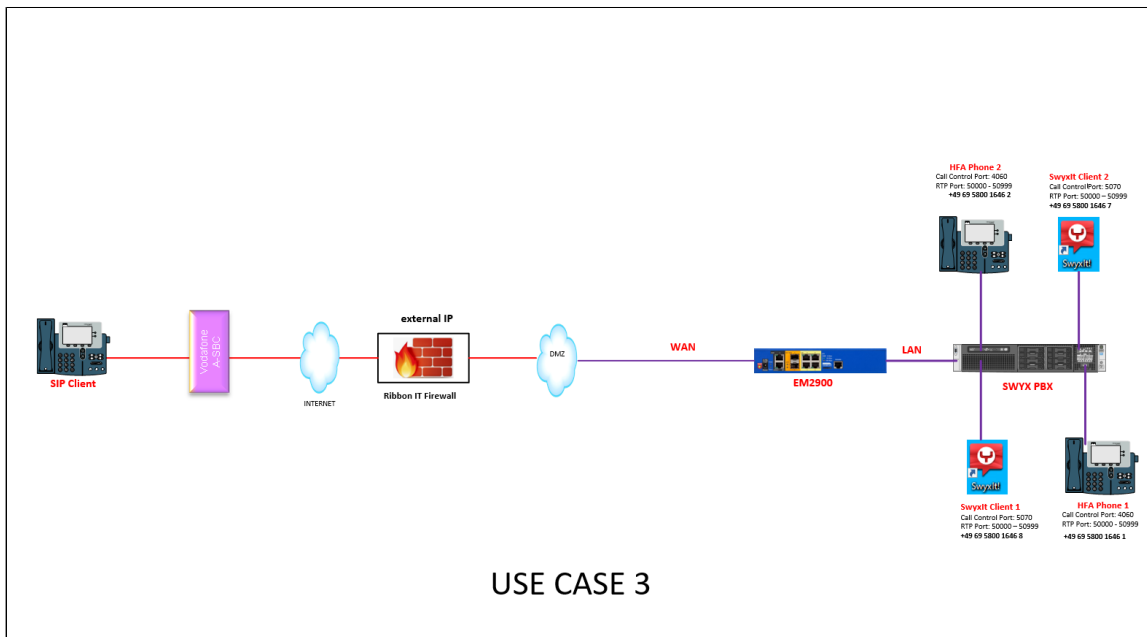 HFA Phone 2
Call Control Port: 4060
RTP Port: 50000 - 50999
+49 69 5800 1646 2
SwyxIt Client 2
Call Control Port: 5070
RTP Port: 50000 – 50999
+49 69 5800 1646 7
SwyxIt!
SIP Client
Vodafone
A-SBC
INTERNET
external IP
Ribbon IT Firewall
DMZ
WAN
EM2900
LAN
SWYX PBX
SwyxIt!
SwyxIt Client 1
Call Control Port: 5070
RTP Port: 50000 – 50999
+49 69 5800 1646 8
HFA Phone 1
Call Control Port: 4060
RTP Port: 50000 - 50999
+49 69 5800 1646 1
USE CASE 3